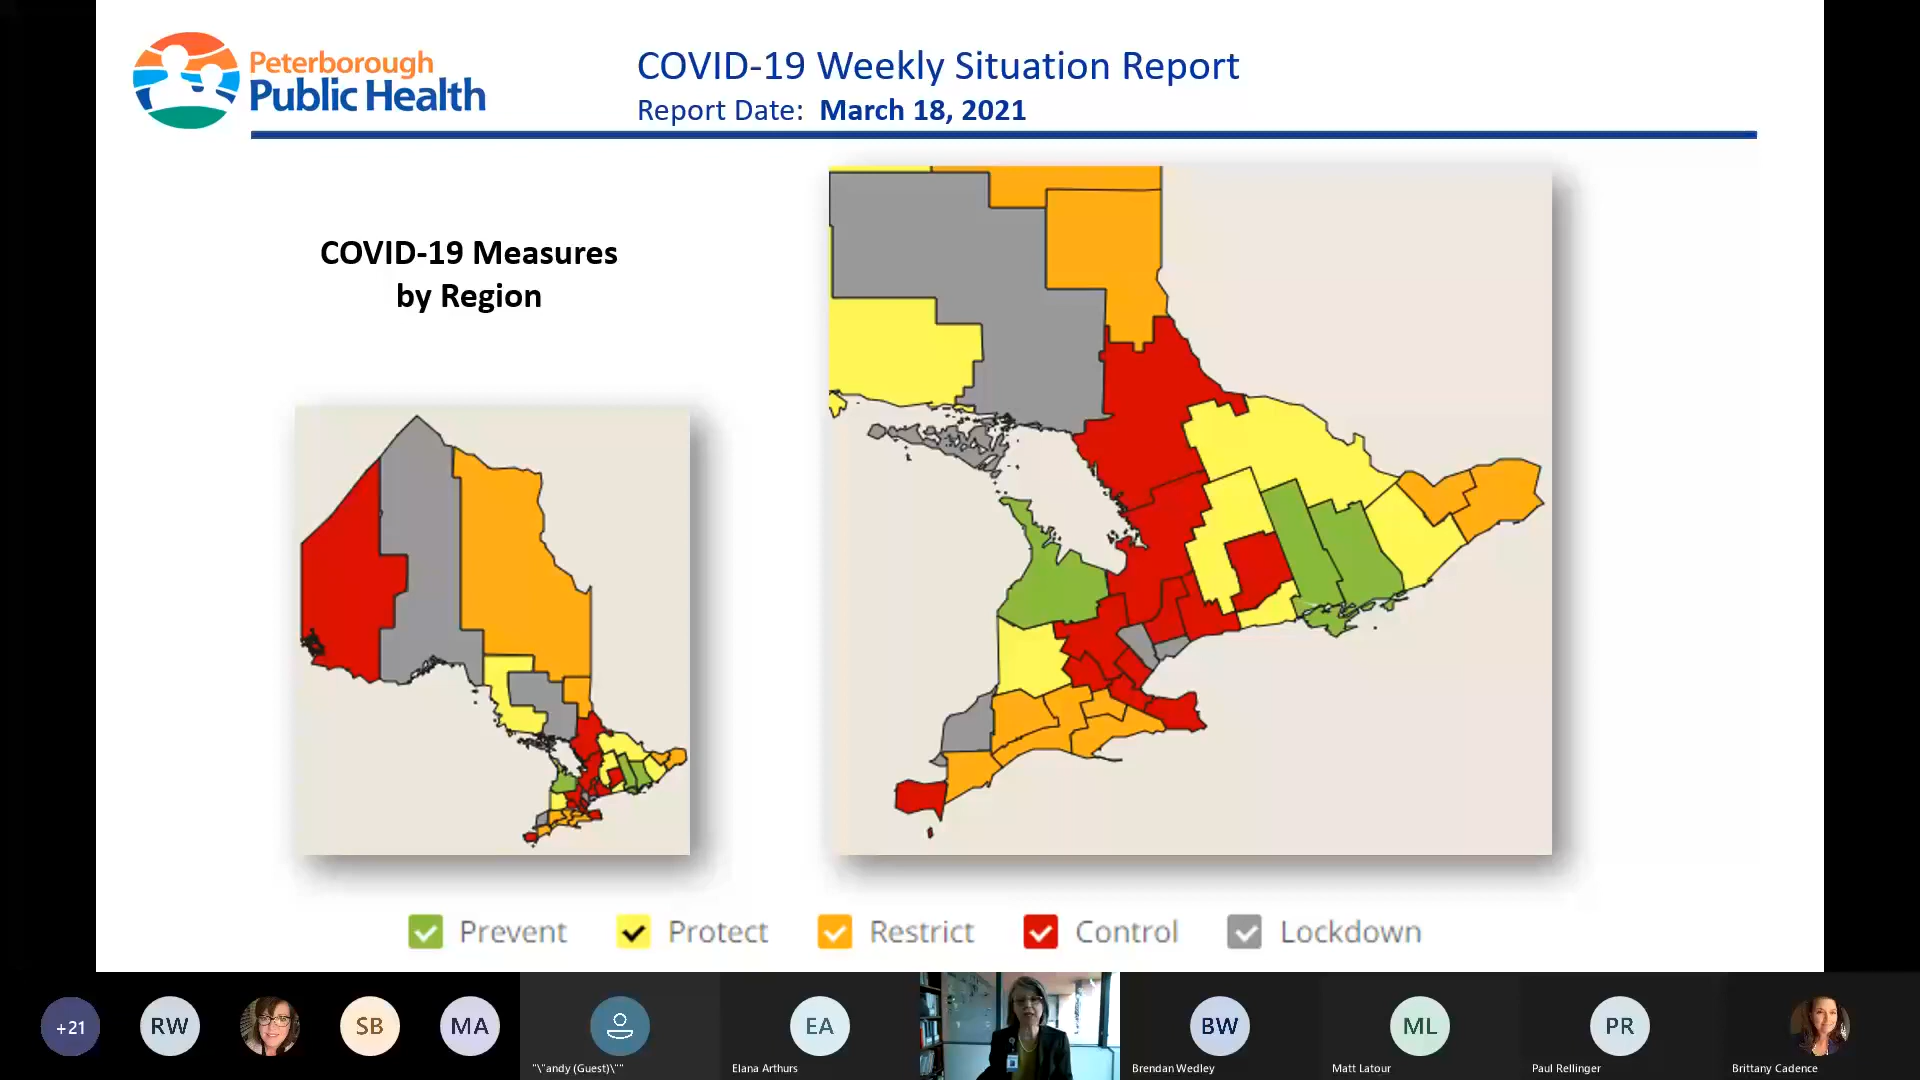 Peterborough
Public Health
COVID-19 Weekly Situation Report
Report Date: March 18, 2021
COVID-19 Measures
by Region
Prevent
Protect
Restrict
Control
Lockdown
+21
RW
SB
MA
EA
BW
ML
PR
"\"andy (Guest)\""
Elana Arthurs
Brendan Wedley
Matt Latour
Paul Rellinger
Brittany Cadence